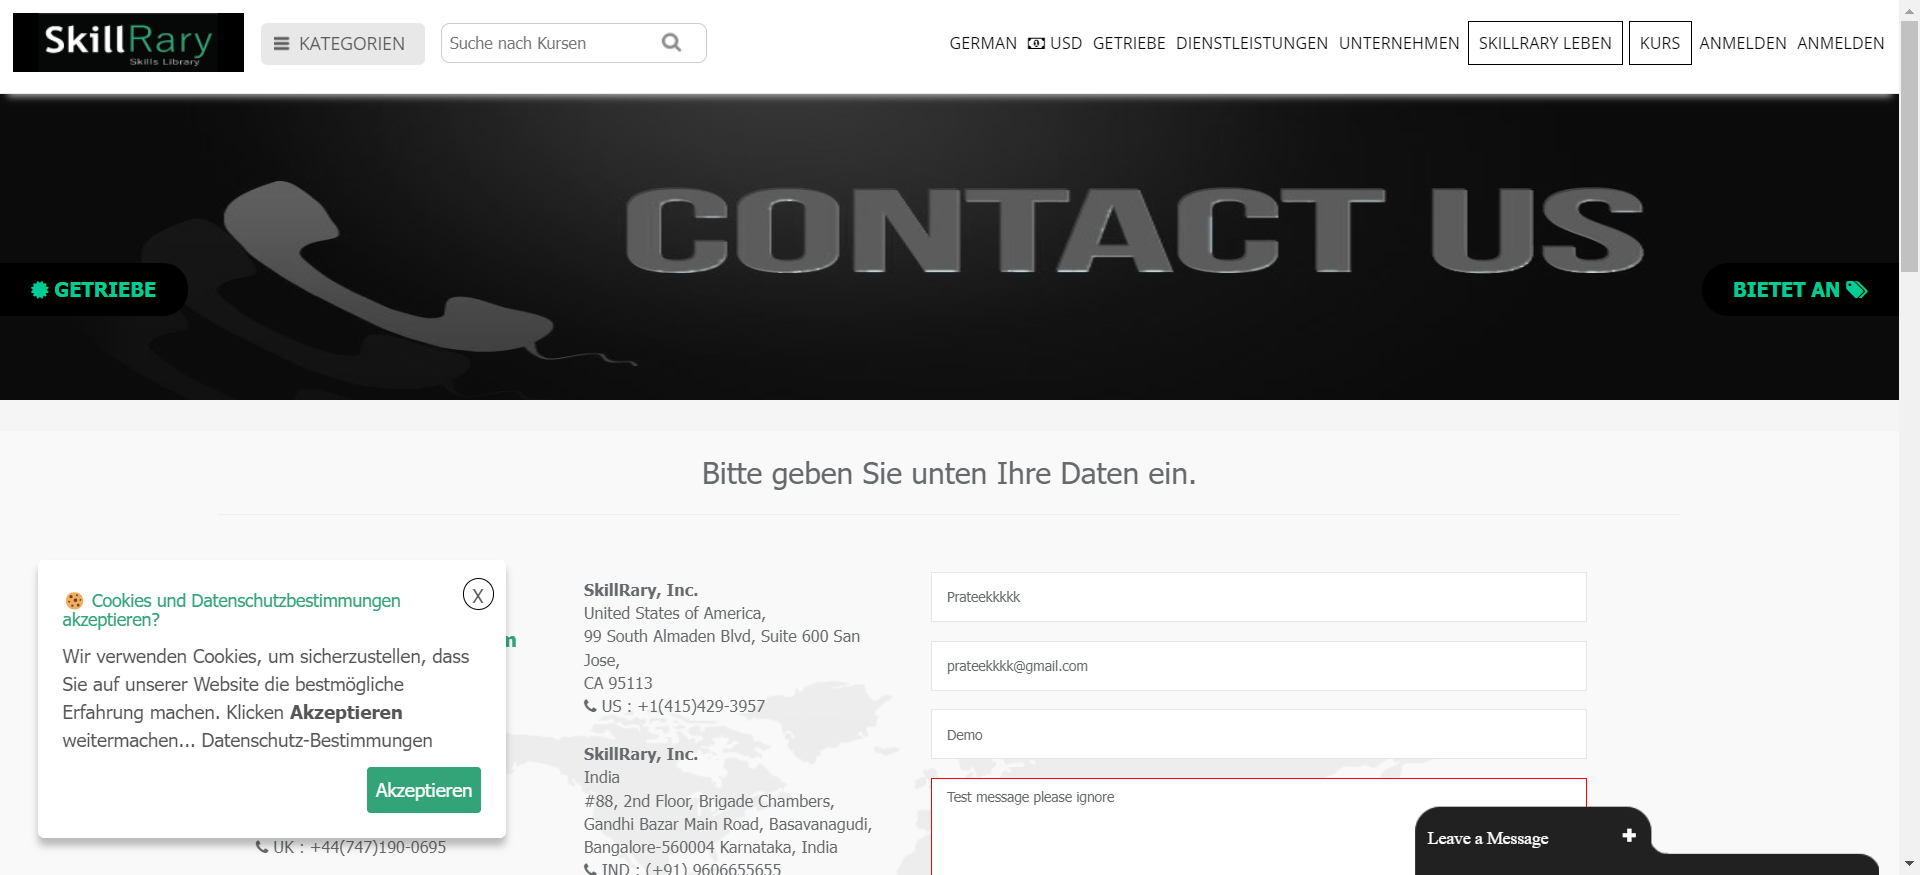 SkillRary
Skills Library
KATEGORIEN
Suche nach Kursen
GERMAN USD GETRIEBE DIENSTLEISTUNGEN UNTERNEHMEN SKILLRARY LEBEN KURS ANMELDEN ANMELDEN
CONTACT US
GETRIEBE
BIETET AN
Bitte geben Sie unten Ihre Daten ein.
Cookies und Datenschutzbestimmungen
akzeptieren?
X
Wir verwenden Cookies, um sicherzustellen, dass
Sie auf unserer Website die bestmögliche
Erfahrung machen. Klicken Akzeptieren
weitermachen... Datenschutz-Bestimmungen
Akzeptieren
m
UK : +44(747)190-0695
SkillRary, Inc.
United States of America,
99 South Almaden Blvd, Suite 600 San
Jose,
CA 95113
US : +1(415)429-3957
SkillRary, Inc.
India
#88, 2nd Floor, Brigade Chambers,
Gandhi Bazar Main Road, Basavanagudi,
Bangalore-560004 Karnataka, India
IND : (+91) 9606655655
Prateekkkkk
prateekkkk@gmail.com
Demo
Test message please ignore
Leave a Message